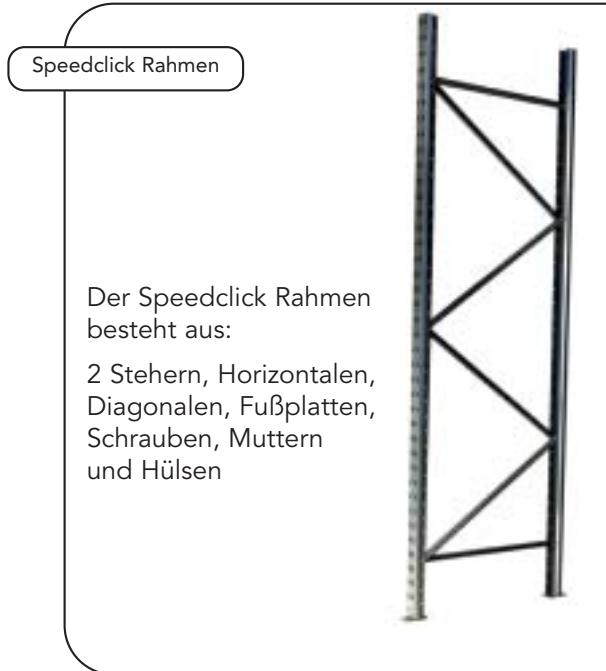 Speedclick Rahmen
Der Speedclick Rahmen
besteht aus:
2 Stehern, Horizontalen,
Diagonalen, Fußplatten,
Schrauben, Muttern
und Hülsen